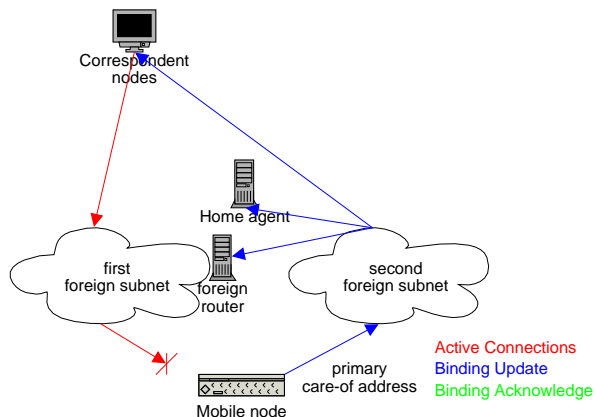 Correspondent
nodes
Home agent
first
foreign subnet
foreign
router
second
foreign subnet
primary
care-of address
Mobile node
Active Connections
Binding Update
Binding Acknowledge